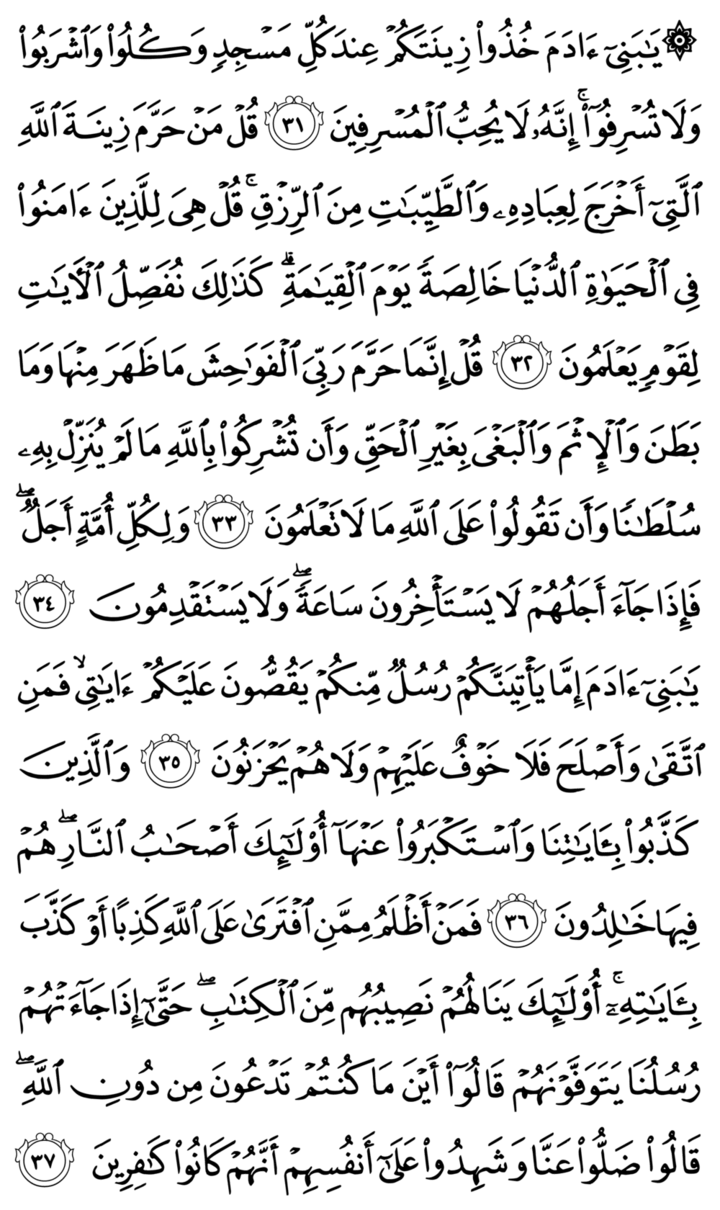 ۞ يَٰبَنِىٓ ءَادَمَ خُذُوا۟ زِينَتَكُمْ عِندَ كُلِّ مَسْجِدٍ وَكُلُوا۟ وَٱشْرَبُوا۟
وَلَا تُسْرِفُوٓا۟ ۚ إِنَّهُۥ لَا يُحِبُّ ٱلْمُسْرِفِينَ ٣١ قُلْ مَنْ حَرَّمَ زِينَةَ ٱللَّهِ
ٱلَّتِىٓ أَخْرَجَ لِعِبَادِهِۦ وَٱلطَّيِّبَٰتِ مِنَ ٱلرِّزْقِ ۚ قُلْ هِىَ لِلَّذِينَ ءَامَنُوا۟
فِى ٱلْحَيَوٰةِ ٱلدُّنْيَا خَالِصَةً يَوْمَ ٱلْقِيَٰمَةِ ۗ كَذَٰلِكَ نُفَصِّلُ ٱلْءَايَٰتِ
لِقَوْمٍ يَعْلَمُونَ ٣٢ قُلْ إِنَّمَا حَرَّمَ رَبِّىَ ٱلْفَوَٰحِشَ مَا ظَهَرَ مِنْهَا وَمَا
بَطَنَ وَٱلْإِثْمَ وَٱلْبَغْىَ بِغَيْرِ ٱلْحَقِّ وَأَن تُشْرِكُوا۟ بِٱللَّهِ مَا لَمْ يُنَزِّلْ بِهِۦ
سُلْطَٰنًا وَأَن تَقُولُوا۟ عَلَى ٱللَّهِ مَا لَا تَعْلَمُونَ ٣٣ وَلِكُلِّ أُمَّةٍ أَجَلٌ ۖ
فَإِذَا جَآءَ أَجَلُهُمْ لَا يَسْتَأْخِرُونَ سَاعَةً ۖ وَلَا يَسْتَقْدِمُونَ ٣٤
يَٰبَنِىٓ ءَادَمَ إِمَّا يَأْتِيَنَّكُمْ رُسُلٌ مِّنكُمْ يَقُصُّونَ عَلَيْكُمْ ءَايَٰتِى ۙ فَمَنِ
ٱتَّقَىٰ وَأَصْلَحَ فَلَا خَوْفٌ عَلَيْهِمْ وَلَا هُمْ يَحْزَنُونَ ٣٥ وَٱلَّذِينَ
كَذَّبُوا۟ بِـَٔايَٰتِنَا وَٱسْتَكْبَرُوا۟ عَنْهَآ أُو۟لَٰٓئِكَ أَصْحَٰبُ ٱلنَّارِ ۖ هُمْ
فِيهَا خَٰلِدُونَ ٣٦ فَمَنْ أَظْلَمُ مِمَّنِ ٱفْتَرَىٰ عَلَى ٱللَّهِ كَذِبًا أَوْ كَذَّبَ
بِـَٔايَٰتِهِۦٓ ۚ أُو۟لَٰٓئِكَ يَنَالُهُمْ نَصِيبُهُم مِّنَ ٱلْكِتَٰبِ ۖ حَتَّىٰٓ إِذَا جَآءَتْهُمْ
رُسُلُنَا يَتَوَفَّوْنَهُمْ قَالُوٓا۟ أَيْنَ مَا كُنتُمْ تَدْعُونَ مِن دُونِ ٱللَّهِ ۖ
قَالُوا۟ ضَلُّوا۟ عَنَّا وَشَهِدُوا۟ عَلَىٰٓ أَنفُسِهِمْ أَنَّهُمْ كَانُوا۟ كَٰفِرِينَ ٣٧